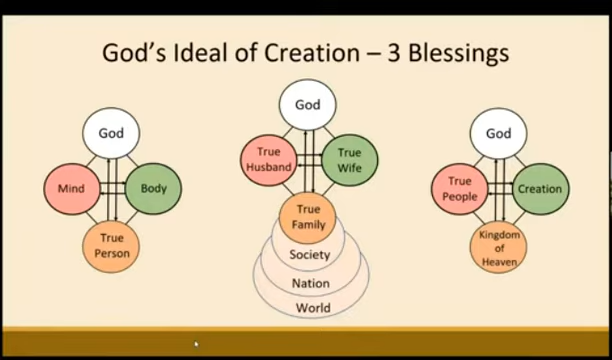 God's Ideal of Creation – 3 Blessings
God
Mind
Body
True
Person
God
True
Husband
True
Wife
True
Family
Society
Nation
World
God
True
People
Creation
Kingdom
of
Heaven